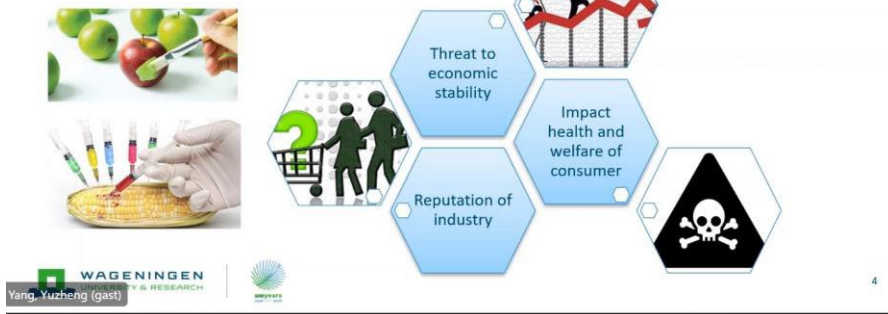 Threat to
economic
stability
Impact
health and
welfare of
consumer
Reputation of
industry
?
WAGENINGEN
UNIVERSITY & RESEARCH
Yang, Yuzheng (gast)
4